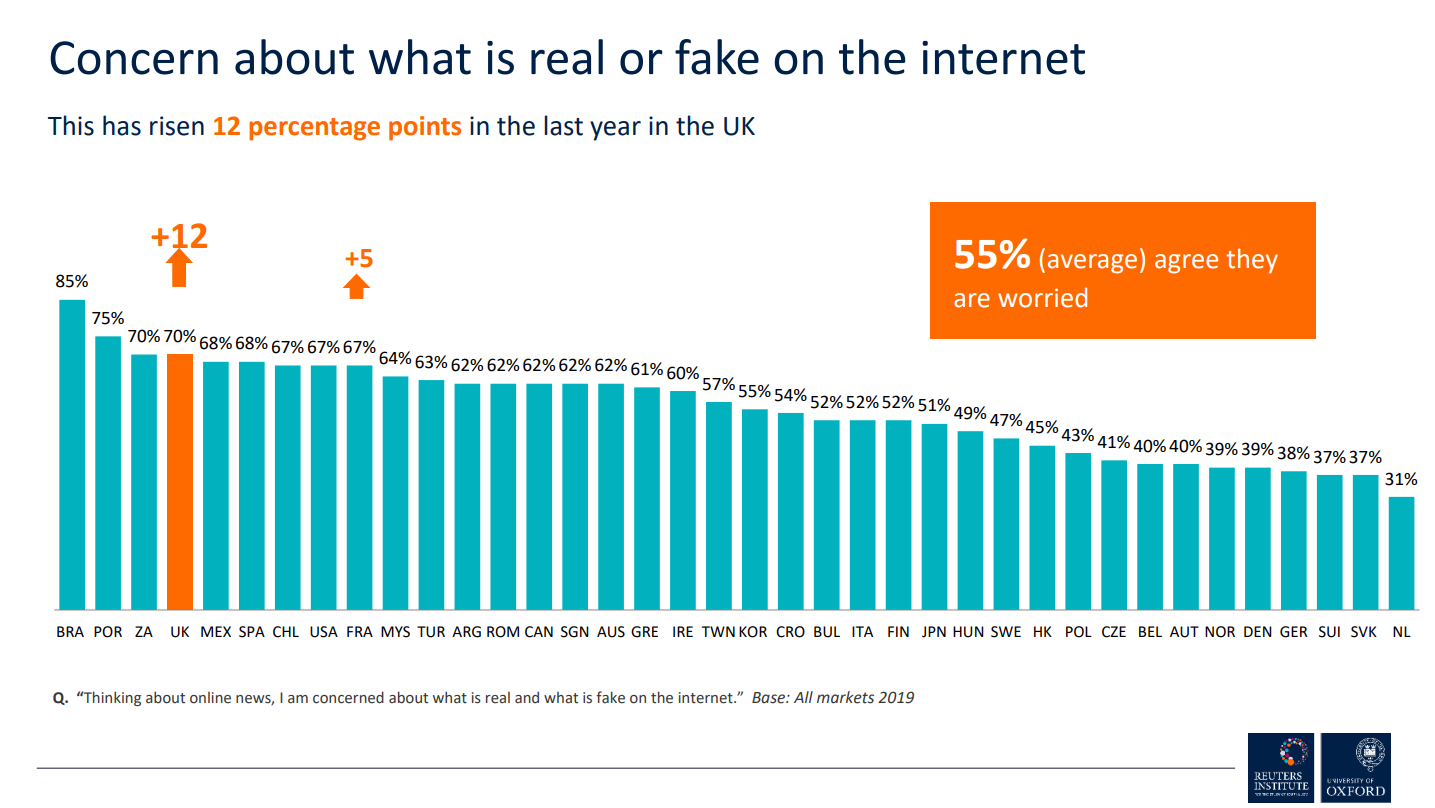 Concern about what is real or fake on the internet
This has risen 12 percentage points in the last year in the UK
+12
+5
55% (average) agree they
are worried
85% 75% 70% 70% 68% 68% 67% 67% 67% 64% 63% 62% 62% 62% 62% 62% 61% 60% 57% 55% 54% 52% 52% 52% 51% 49% 47% 45% 43% 41% 40% 40% 39% 39% 38% 37% 37% 31%
BRA POR ZA UK MEX SPA CHL USA FRA MYS TUR ARG ROM CAN SGN AUS GRE IRE TWN KOR CRO BUL ITA FIN JPN HUN SWE HK POL CZE BEL AUT NOR DEN GER SUI SVK NL
Q. “Thinking about online news, I am concerned about what is real and what is fake on the internet.” Base: All markets 2019
REUTERS
INSTITUTE
UNIVERSITY OF
OXFORD